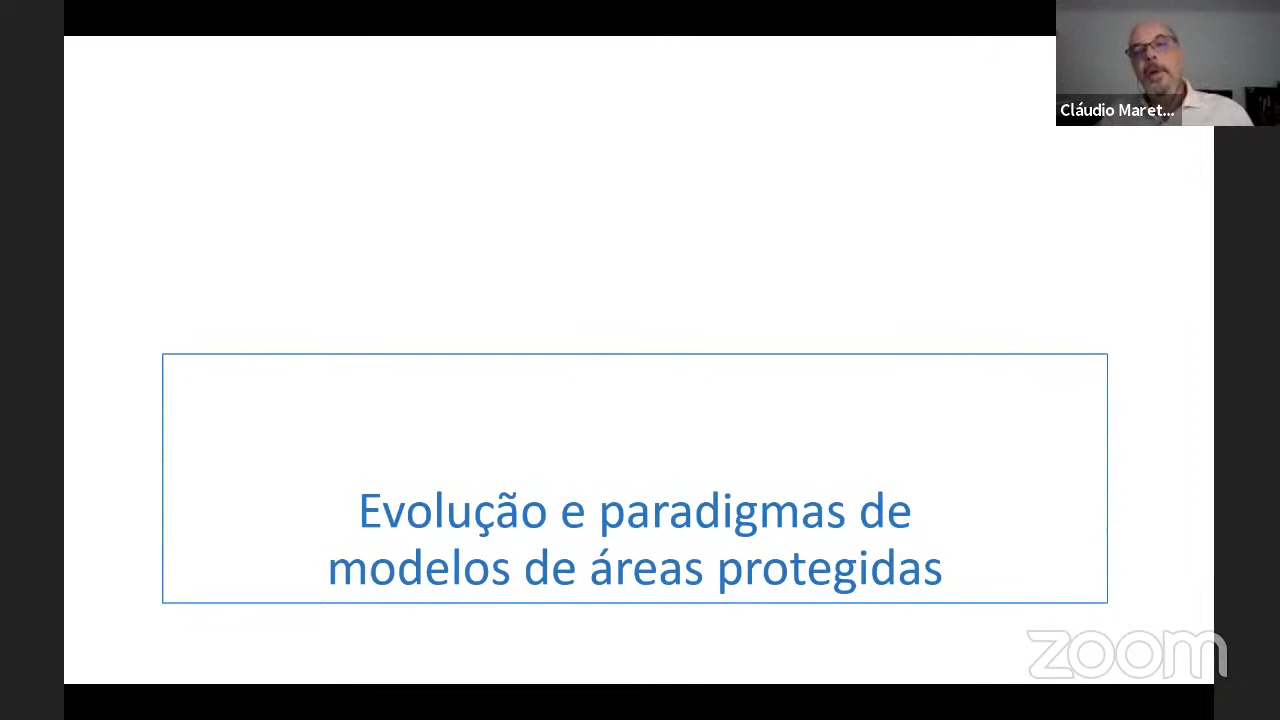 Cláudio Maret...
Evolução e paradigmas de
modelos de áreas protegidas
zoom